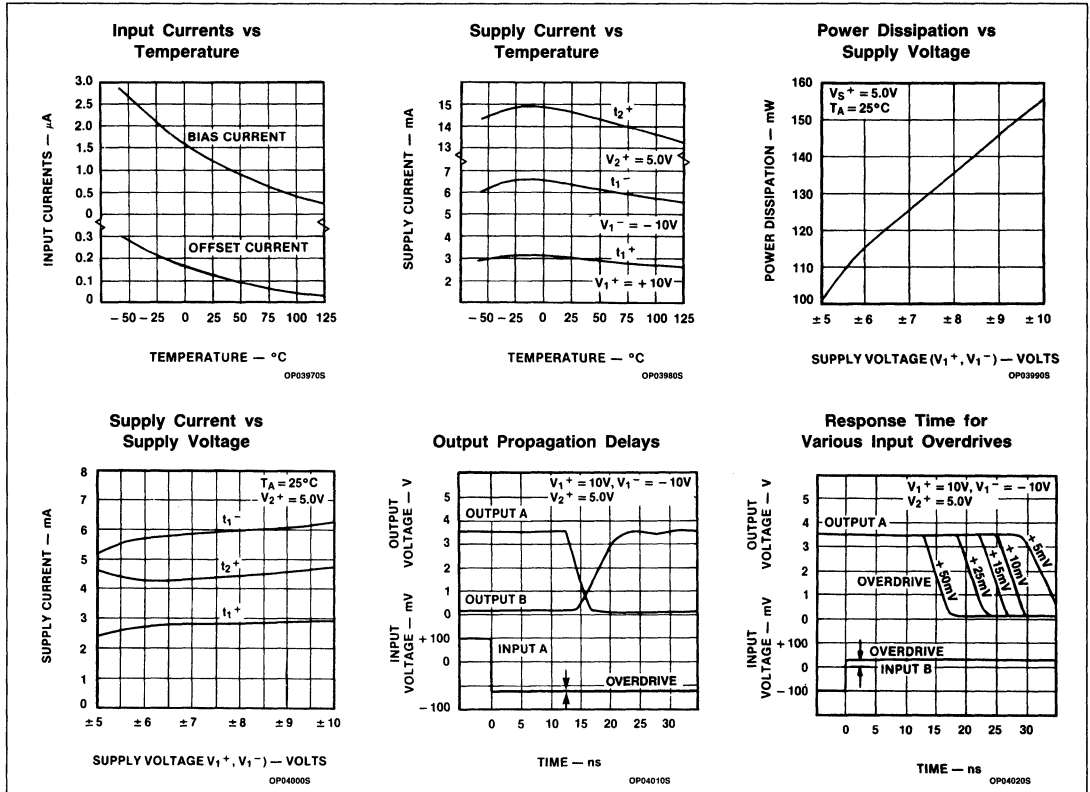 Input Currents vs
Temperature
INPUT CURRENTS — μA
3.0
2.5
2.0
1.5
1.0
0.5
0
0.3
0.2
0.1
0
BIAS CURRENT
OFFSET CURRENT
– 50 – 25 0 25 50 75 100 125
TEMPERATURE — °C
OP03970S
Supply Current vs
Temperature
SUPPLY CURRENT — mA
15
14
13
7
6
5
4
3
2
t2+
V2+ = 5.0V
t1–
V1– = – 10V
t1+
V1+ = +10V
– 50 – 25 0 25 50 75 100 125
TEMPERATURE — °C
OP03980S
Power Dissipation vs
Supply Voltage
POWER DISSIPATION — mW
160
150
140
130
120
110
100
VS+ = 5.0V
TA = 25°C
± 5 ± 6 ± 7 ± 8 ± 9 ± 10
SUPPLY VOLTAGE (V1+, V1–) — VOLTS
OP03990S
Supply Current vs
Supply Voltage
SUPPLY CURRENT — mA
8
7
6
5
4
3
2
1
0
TA = 25°C
V2+ = 5.0V
t1–
t2+
t1+
± 5 ± 6 ± 7 ± 8 ± 9 ± 10
SUPPLY VOLTAGE V1+, V1–) — VOLTS
OP04000S
Output Propagation Delays
OUTPUT
VOLTAGE — V
5
4
3
2
1
0
V1+ = 10V, V1– = – 10V
V2+ = 5.0V
OUTPUT A
OUTPUT B
INPUT
VOLTAGE — mV
+ 100
0
– 100
INPUT A
OVERDRIVE
0 5 10 15 20 25 30
TIME — ns
OP04010S
Response Time for
Various Input Overdrives
OUTPUT
VOLTAGE — V
5
4
3
2
1
0
V1+ = 10V, V1– = – 10V
V2+ = 5.0V
OUTPUT A
OVERDRIVE
+ 50mV
+ 25mV
+ 15mV
+ 10mV
+ 5mV
INPUT
VOLTAGE — mV
+ 100
0
– 100
OVERDRIVE
INPUT B
0 5 10 15 20 25 30
TIME — ns
OP04020S